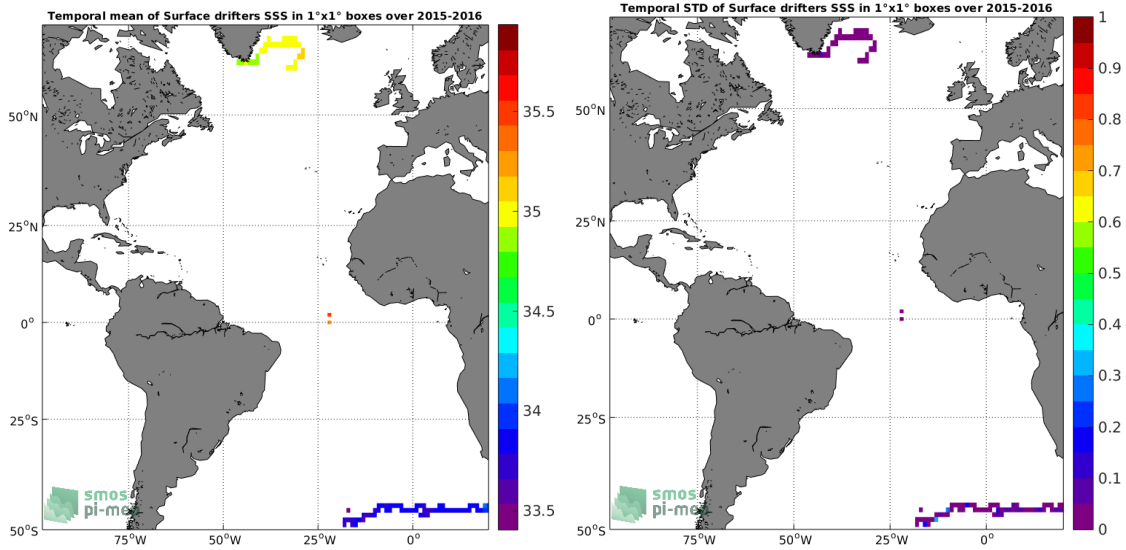 Temporal mean of Surface drifters SSS in 1°x1° boxes over 2015-2016
50°N
25°N
0°
25°S
50°S
75°W
50°W
25°W
0°
35.5
35
34.5
34
33.5
smos
pi-mep
Temporal STD of Surface drifters SSS in 1°x1° boxes over 2015-2016
50°N
25°N
0°
25°S
50°S
75°W
50°W
25°W
0°
1
0.9
0.8
0.7
0.6
0.5
0.4
0.3
0.2
0.1
0
smos
pi-mep